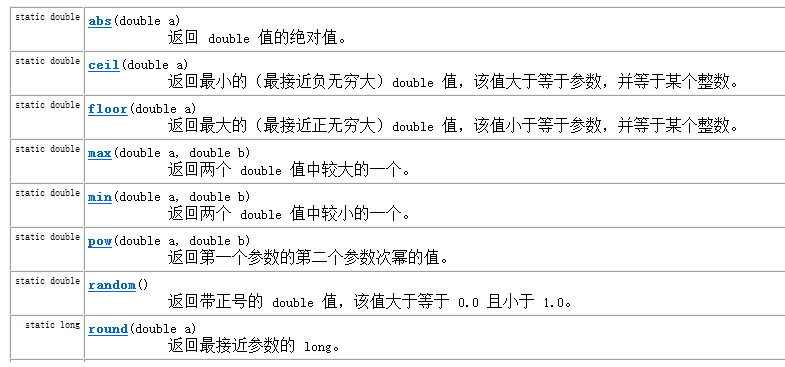 static double abs(double a)
返回 double 值的绝对值。
static double ceil(double a)
返回最小的（最接近负无穷大）double 值，该值大于等于参数，并等于某个整数。
static double floor(double a)
返回最大的（最接近正无穷大）double 值，该值小于等于参数，并等于某个整数。
static double max(double a, double b)
返回两个 double 值中较大的一个。
static double min(double a, double b)
返回两个 double 值中较小的一个。
static double pow(double a, double b)
返回第一个参数的第二个参数次幂的值。
static double random()
返回带正号的 double 值，该值大于等于 0.0 且小于 1.0。
static long round(double a)
返回最接近参数的 long。